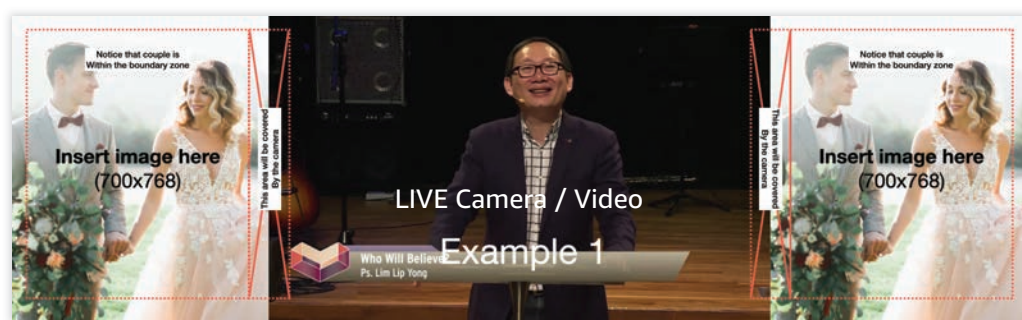 Notice that couple is
Within the boundary zone
Insert image here
(700x768)
This area will be covered
By the camera
LIVE Camera / Video
Example 1
Who Will Believe?
Ps. Lim Lip Yong
This area will be covered
By the camera
Notice that couple is
Within the boundary zone
Insert image here
(700x768)